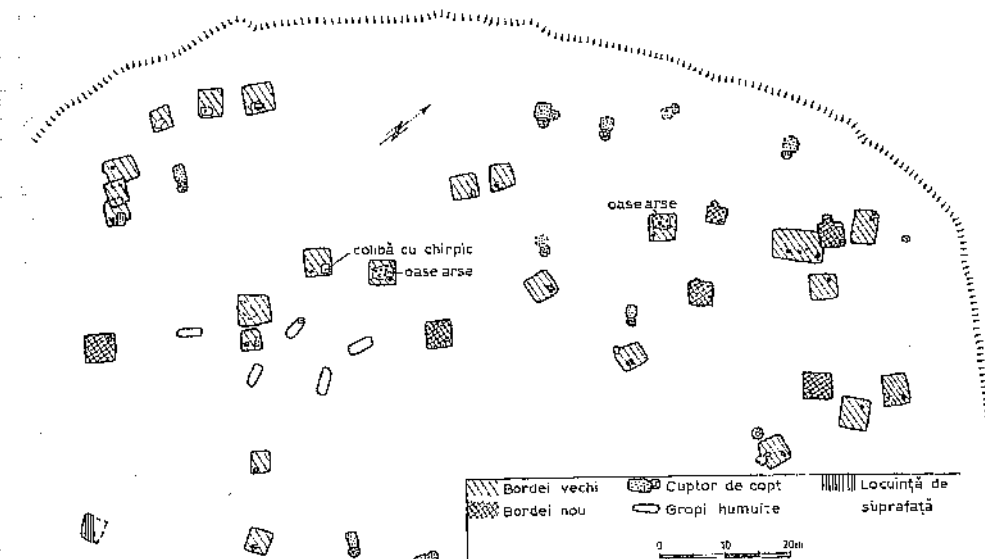 oase arse
colibă cu chirpic
oase arse
Bordei vechi
Cuptor de copt
Locuință de
suprafață
Bordei nou
Gropi humuite
0 10 20m